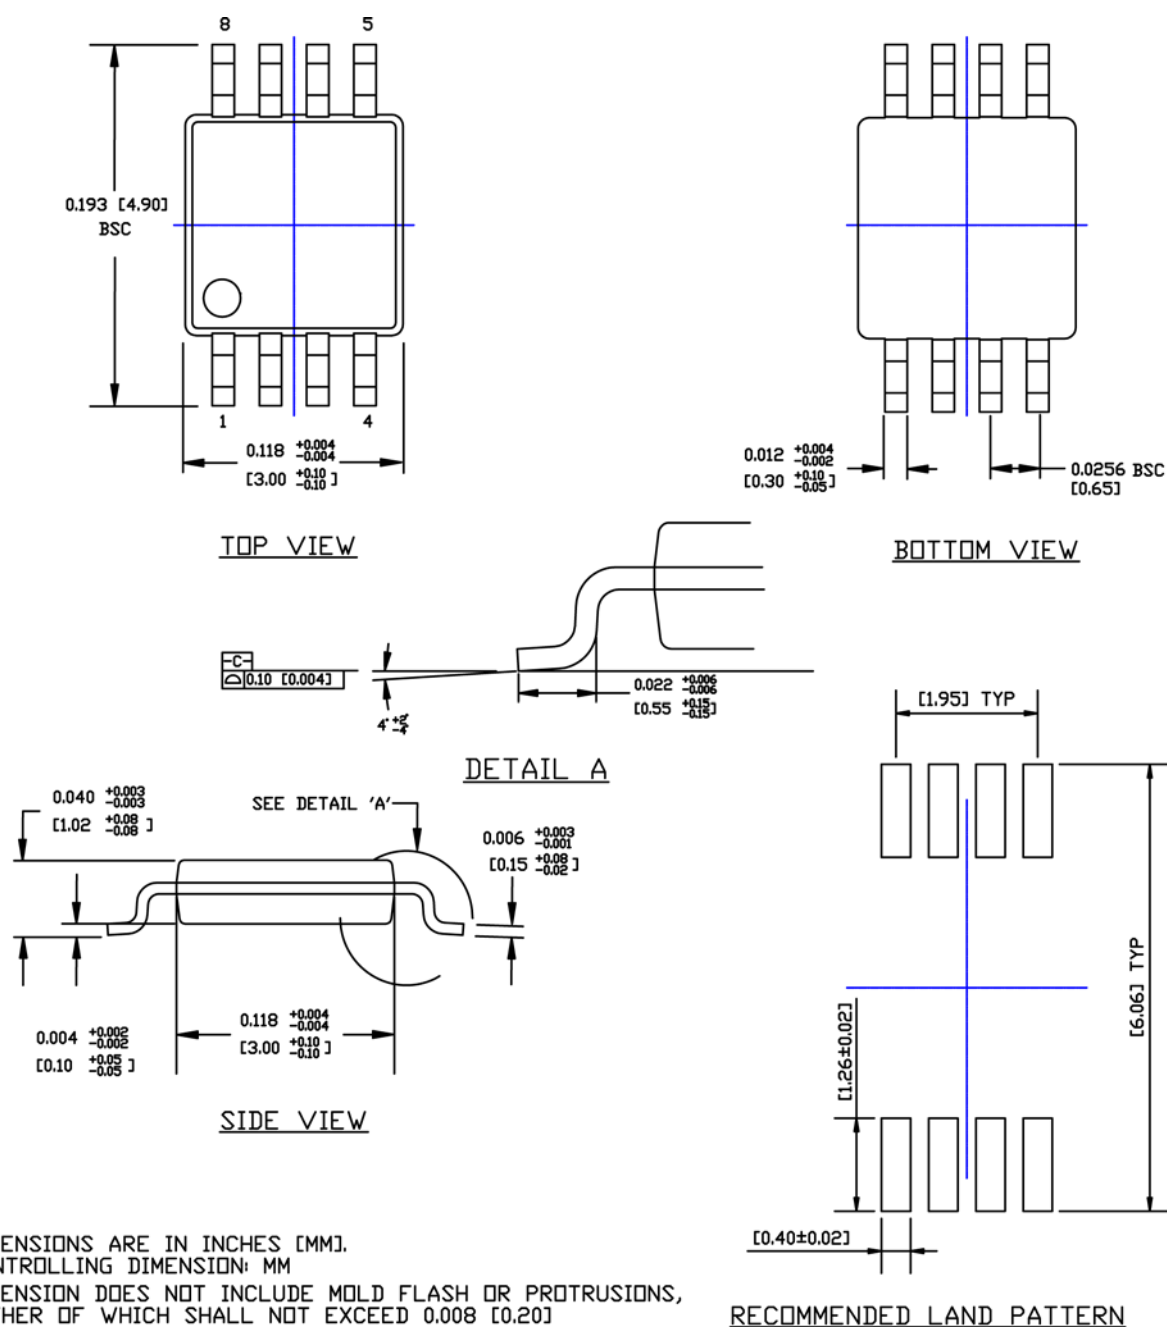 8
5
0.193 [4.90]
BSC
1
4
0.118 +0.004 -0.004
[3.00 +0.10 -0.10 ]
TOP VIEW
0.012 +0.004 -0.002
[0.30 +0.10 -0.05]
0.0256 BSC
[0.65]
BOTTOM VIEW
-C-
0.10 [0.004]
4° +2° -4°
0.022 +0.006 -0.006
[0.55 +0.15 -0.15]
DETAIL A
0.040 +0.003 -0.003
[1.02 +0.08 -0.08 ]
SEE DETAIL 'A'
0.006 +0.003 -0.001
[0.15 +0.08 -0.02 ]
0.004 +0.002 -0.002
[0.10 +0.05 -0.05 ]
0.118 +0.004 -0.004
[3.00 +0.10 -0.10 ]
SIDE VIEW
[1.95] TYP
[6.06] TYP
[1.26±0.02]
[0.40±0.02]
RECOMMENDED LAND PATTERN
ENSIONS ARE IN INCHES [MM].
NTROLLING DIMENSION: MM
ENSION DOES NOT INCLUDE MOLD FLASH OR PROTRUSIONS,
HER OF WHICH SHALL NOT EXCEED 0.008 [0.20]